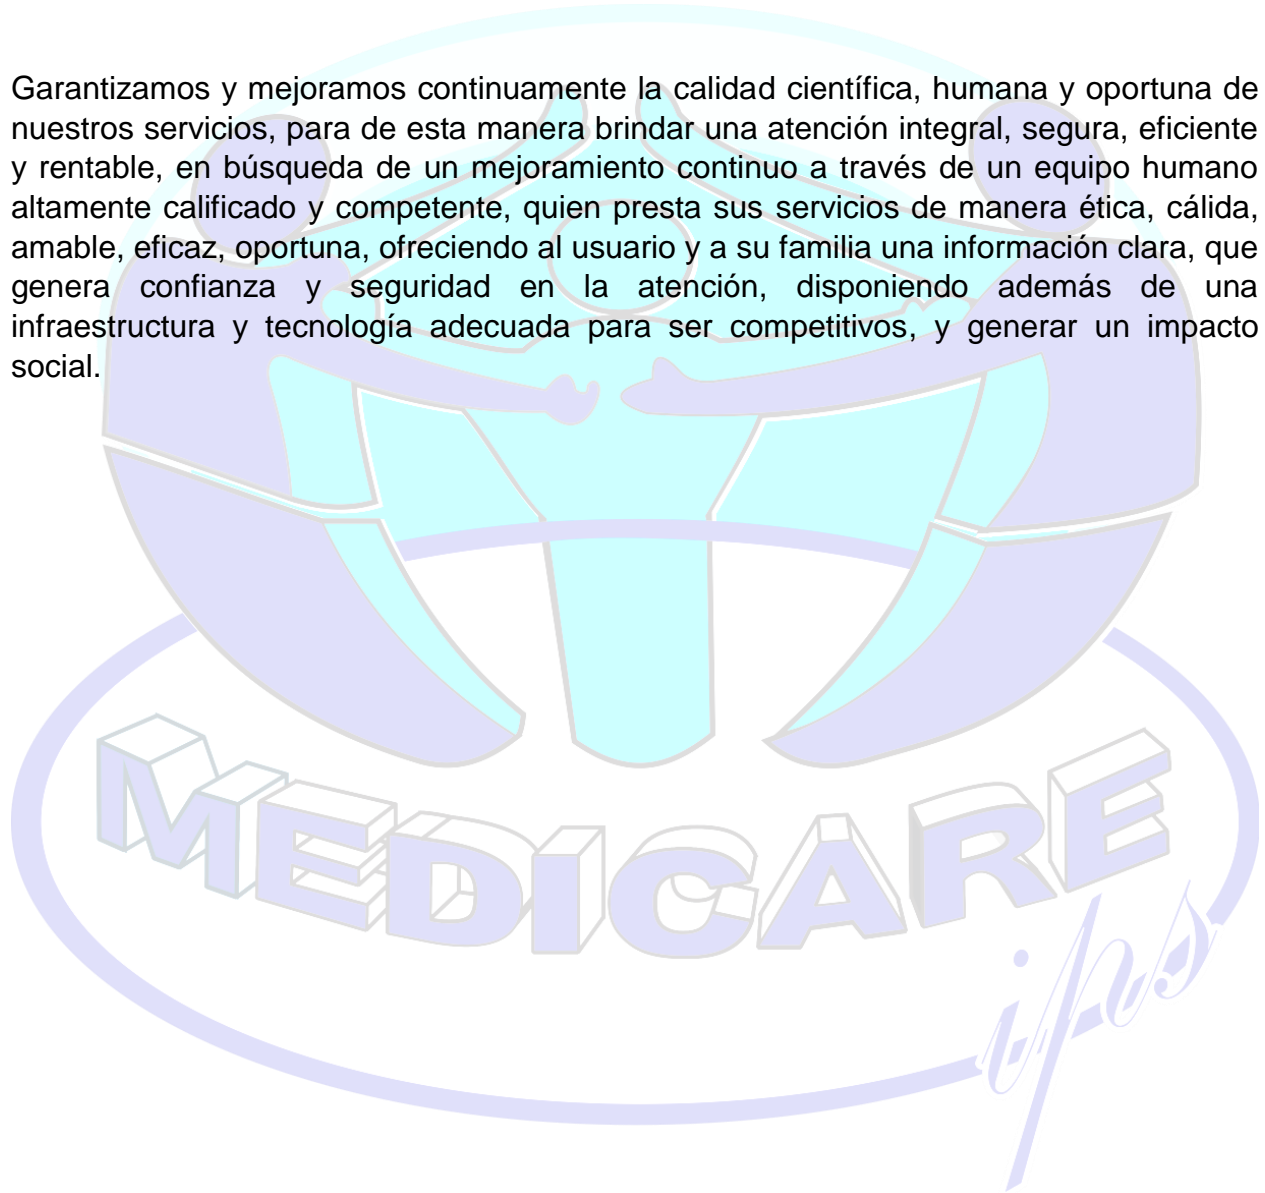 Garantizamos y mejoramos continuamente la calidad científica, humana y oportuna de
nuestros servicios, para de esta manera brindar una atención integral, segura, eficiente
y rentable, en búsqueda de un mejoramiento continuo a través de un equipo humano
altamente calificado y competente, quien presta sus servicios de manera ética, cálida,
amable, eficaz, oportuna, ofreciendo al usuario y a su familia una información clara, que
genera confianza y seguridad en la atención, disponiendo además de una
infraestructura y tecnología adecuada para ser competitivos, y generar un impacto
social.
MEDICARE
ips